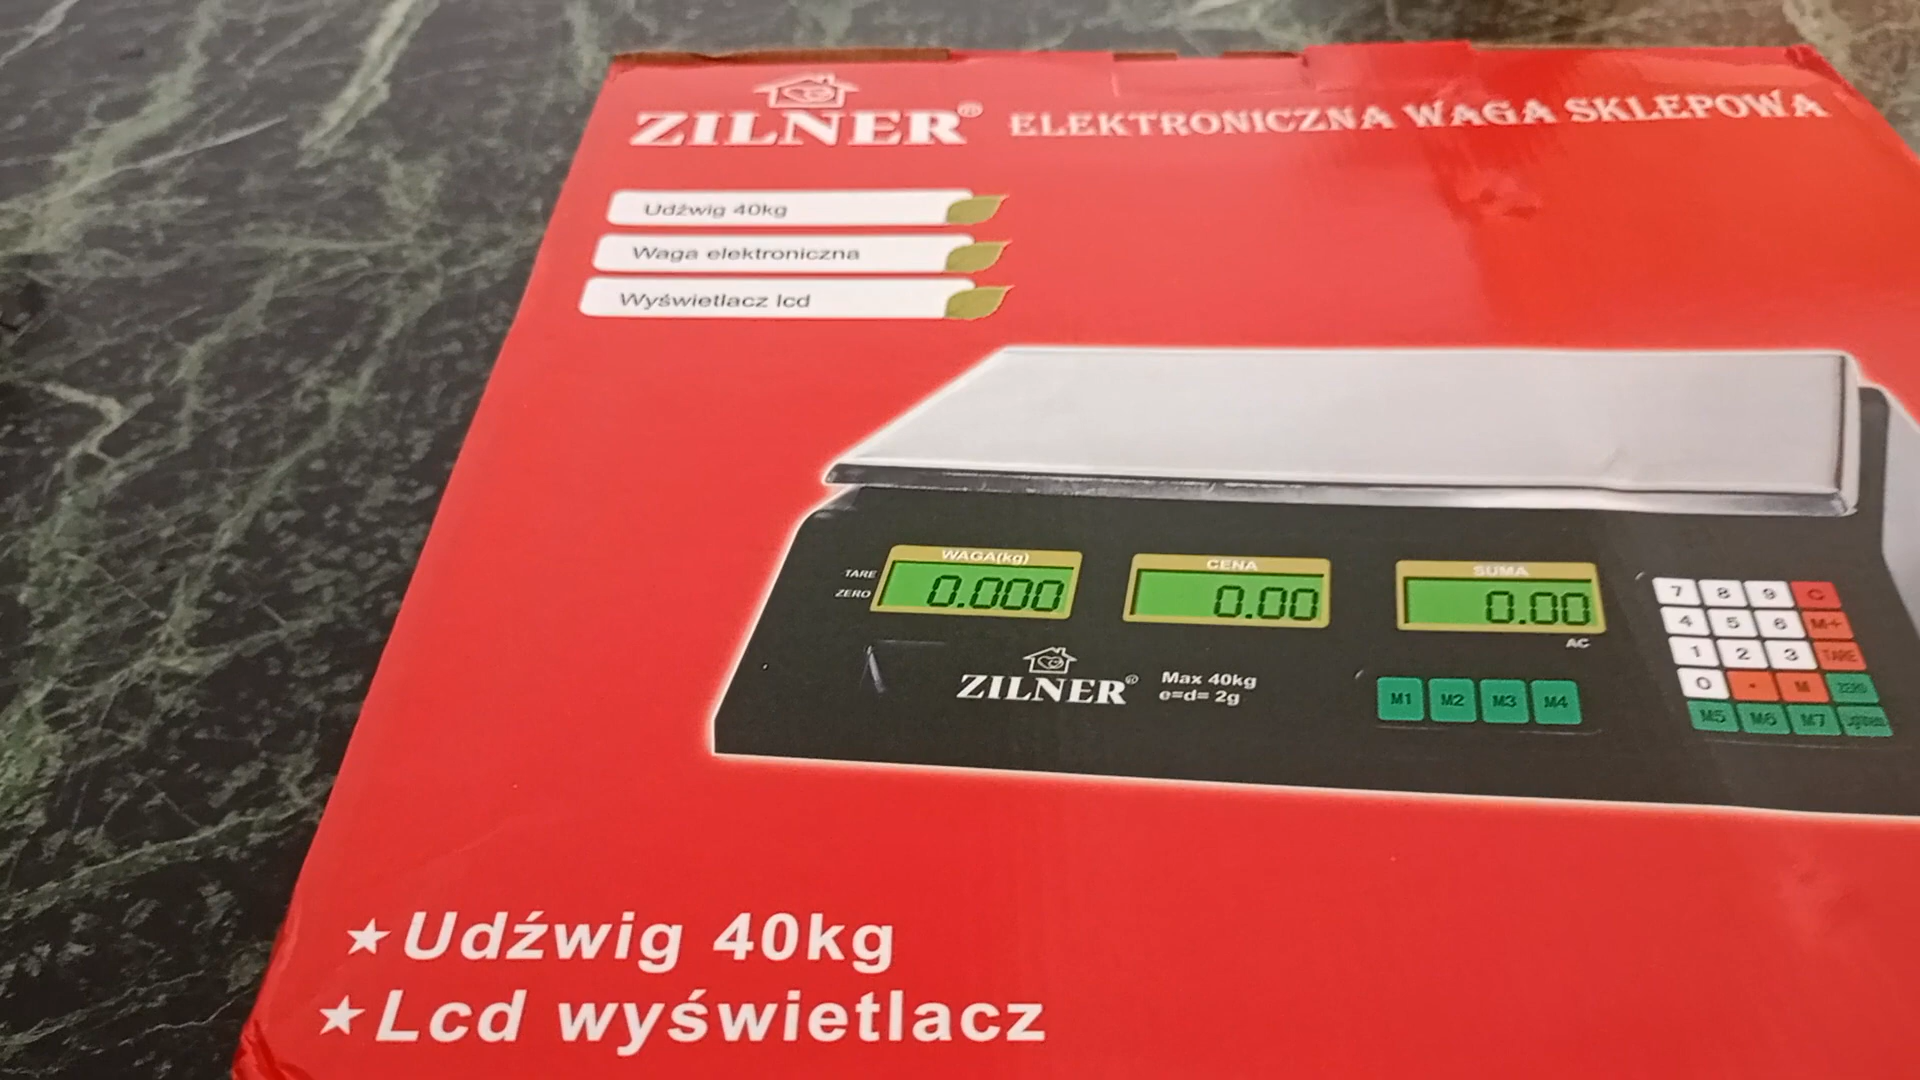 ZILNER® ELEKTRONICZNA WAGA SKLEPOWA
Udźwig 40kg
Waga elektroniczna
Wyświetlacz lcd
WAGA(kg) CENA SUMA
TARE
ZERO
0.000 0.00 0.00
AC
ZILNER®
Max 40kg
e=d= 2g
M1 M2 M3 M4
7 8 9 C
4 5 6 M+
1 2 3 TARE
0 . M ZERO
M5 M6 M7
★Udźwig 40kg
★Lcd wyświetlacz